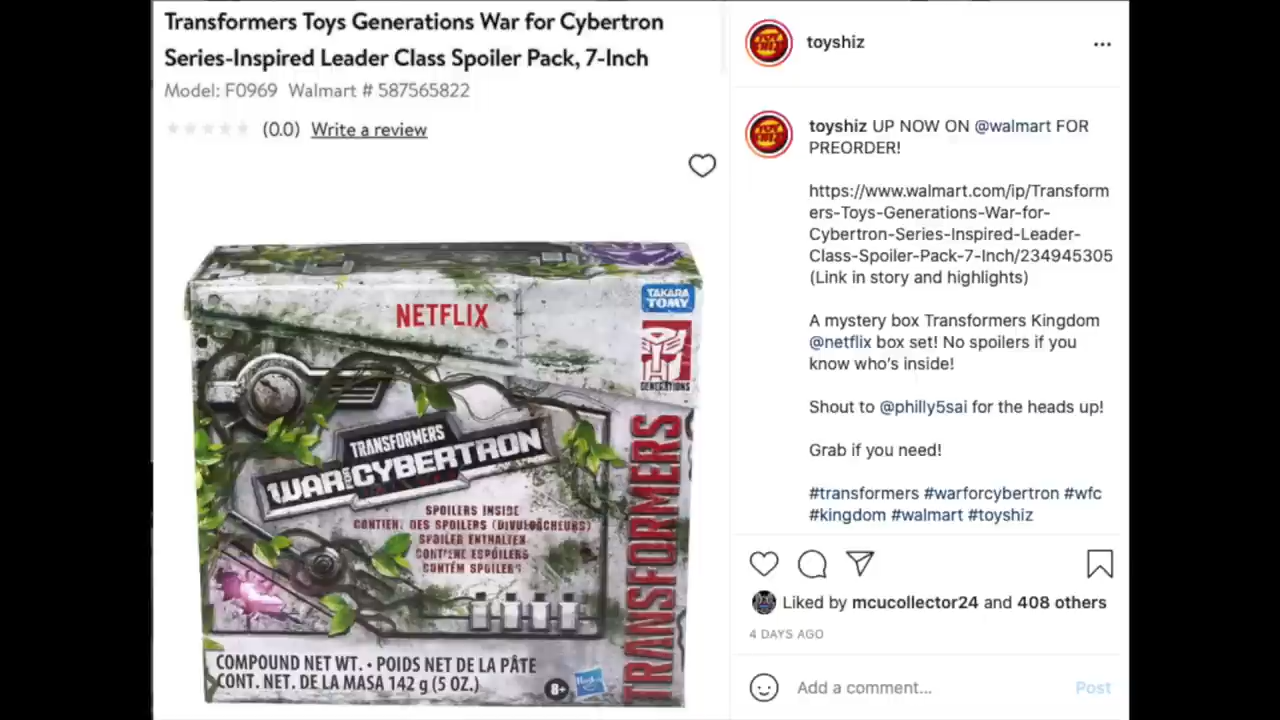 Transformers Toys Generations War for Cybertron
Series-Inspired Leader Class Spoiler Pack, 7-Inch
Model: F0969 Walmart # 587565822
(0.0) Write a review
NETFLIX
TAKARA
TOMY
GENERATIONS
TRANSFORMERS
WAR FOR CYBERTRON
SPOILERS INSIDE
CONTIENT DES SPOILERS (DIVULGÂCHEURS)
SPOILER ENTHALTEN
CONTIENE ESPÓILERS
CONTÉM SPOILERS
TRANSFORMERS
COMPOUND NET WT. • POIDS NET DE LA PÂTE
CONT. NET. DE LA MASA 142 g (5 OZ.)
8+
Hasbro
toyshiz
toyshiz UP NOW ON @walmart FOR
PREORDER!
https://www.walmart.com/ip/Transform
ers-Toys-Generations-War-for-
Cybertron-Series-Inspired-Leader-
Class-Spoiler-Pack-7-Inch/234945305
(Link in story and highlights)
A mystery box Transformers Kingdom
@netflix box set! No spoilers if you
know who's inside!
Shout to @philly5sai for the heads up!
Grab if you need!
#transformers #warforcybertron #wfc
#kingdom #walmart #toyshiz
Liked by mcucollector24 and 408 others
4 DAYS AGO
Add a comment... Post